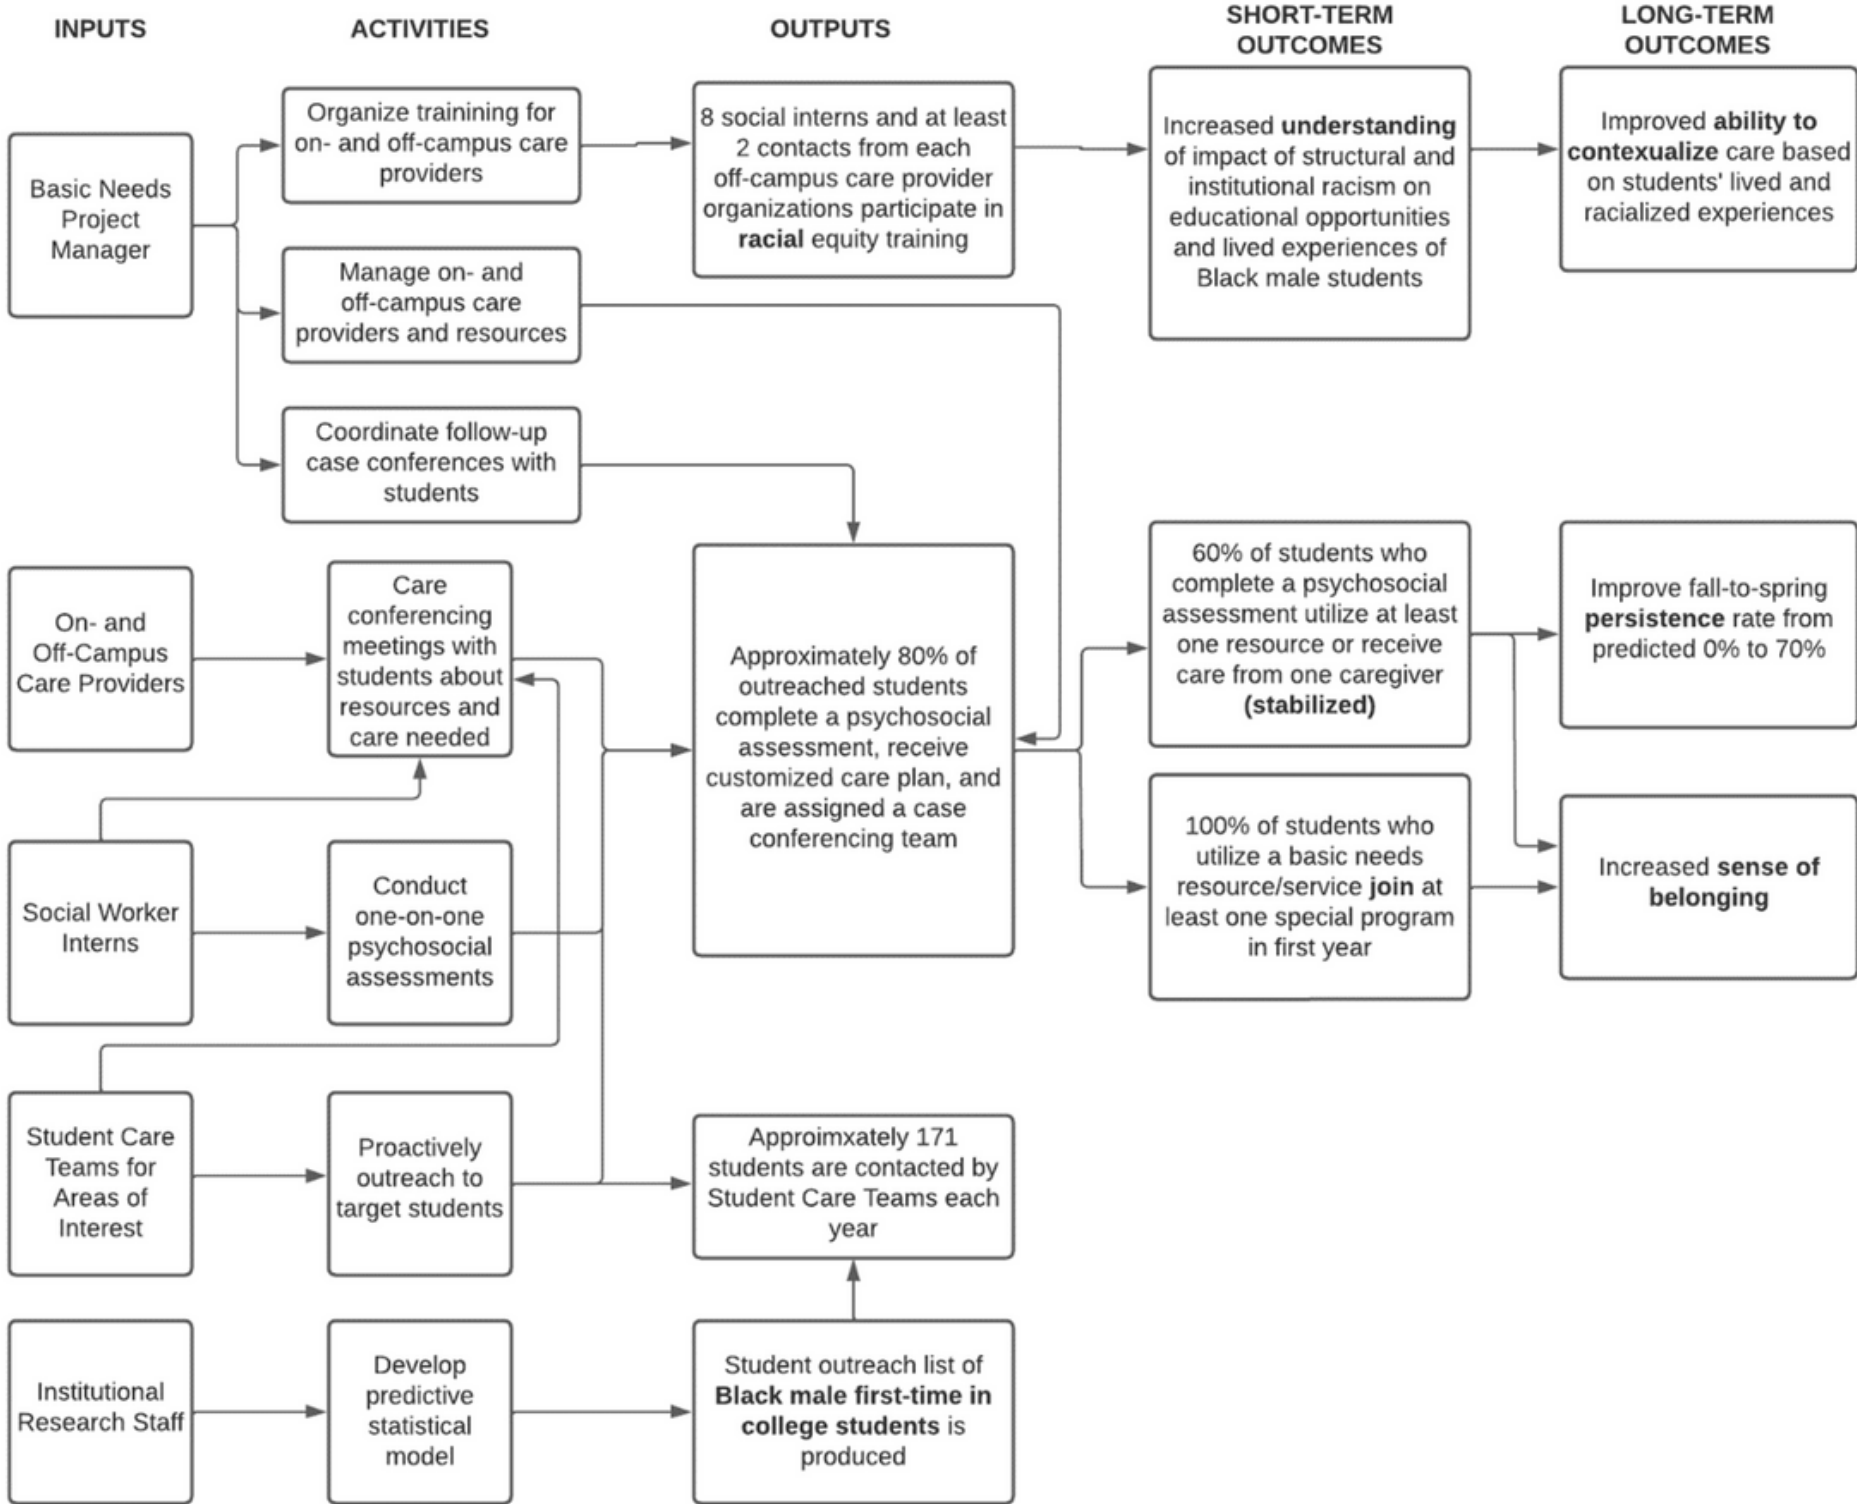 INPUTS
ACTIVITIES
OUTPUTS
SHORT-TERM
OUTCOMES
LONG-TERM
OUTCOMES
Basic Needs
Project
Manager
Organize trainining for
on- and off-campus care
providers
8 social interns and at least
2 contacts from each
off-campus care provider
organizations participate in
racial equity training
Increased understanding
of impact of structural and
institutional racism on
educational opportunities
and lived experiences of
Black male students
Improved ability to
contexualize care based
on students' lived and
racialized experiences
Manage on- and
off-campus care
providers and resources
Coordinate follow-up
case conferences with
students
On- and
Off-Campus
Care Providers
Care
conferencing
meetings with
students about
resources and
care needed
Approximately 80% of
outreached students
complete a psychosocial
assessment, receive
customized care plan, and
are assigned a case
conferencing team
60% of students who
complete a psychosocial
assessment utilize at least
one resource or receive
care from one caregiver
(stabilized)
Improve fall-to-spring
persistence rate from
predicted 0% to 70%
Social Worker
Interns
Conduct
one-on-one
psychosocial
assessments
100% of students who
utilize a basic needs
resource/service join at
least one special program
in first year
Increased sense of
belonging
Student Care
Teams for
Areas of
Interest
Proactively
outreach to
target students
Approimxately 171
students are contacted by
Student Care Teams each
year
Institutional
Research Staff
Develop
predictive
statistical
model
Student outreach list of
Black male first-time in
college students is
produced